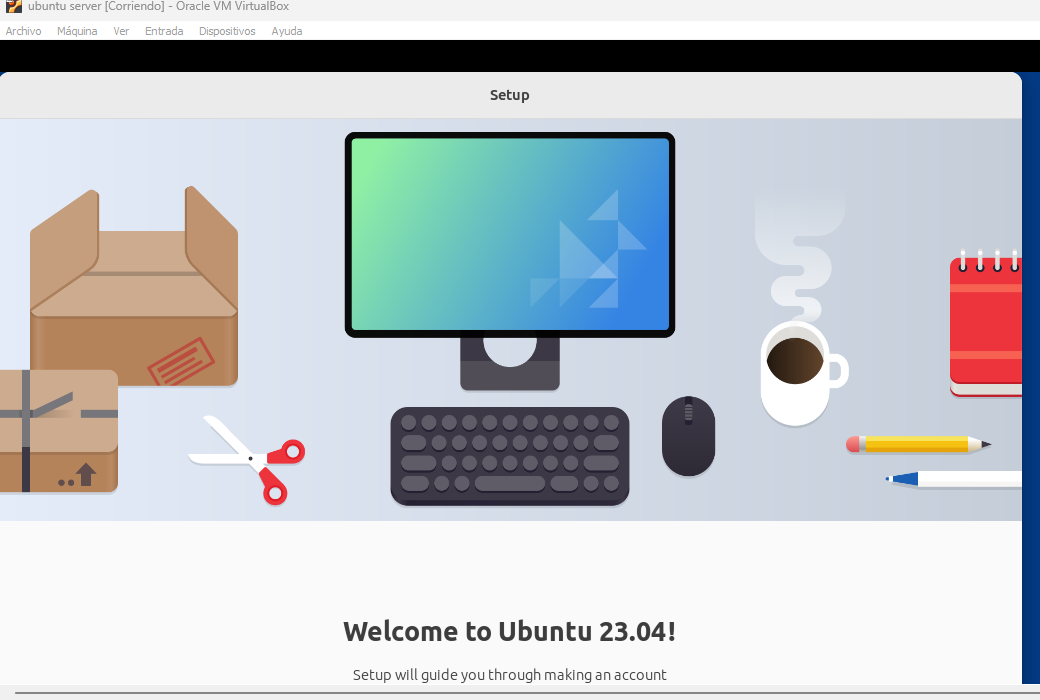 ubuntu server [Corriendo] - Oracle VM VirtualBox
Archivo Máquina Ver Entrada Dispositivos Ayuda
Setup
Welcome to Ubuntu 23.04!
Setup will guide you through making an account